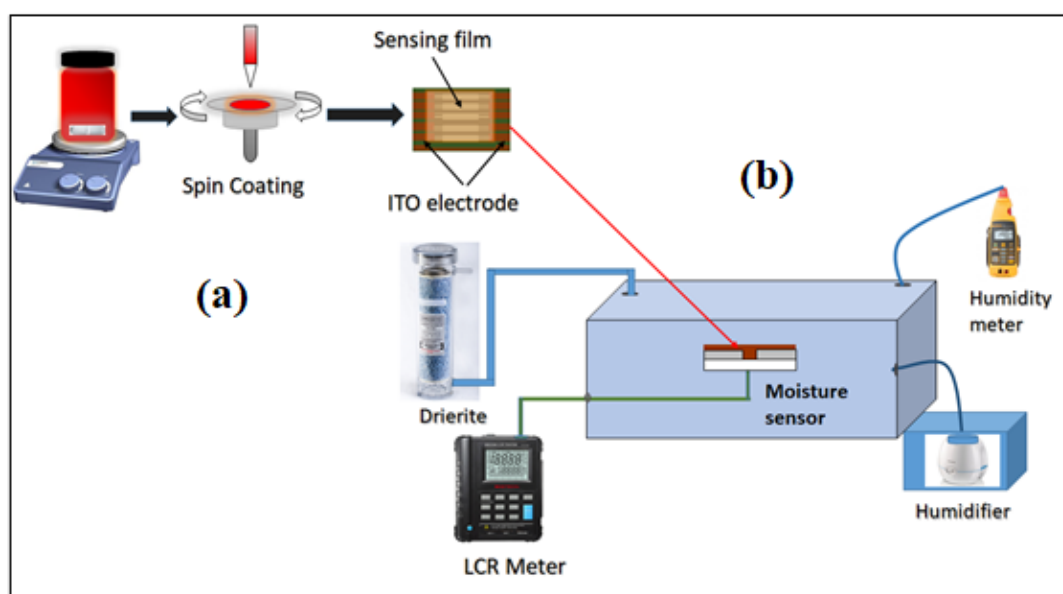 Sensing film
Spin Coating
ITO electrode
(a)
(b)
Humidity
meter
Drierite
Moisture
sensor
Humidifier
LCR Meter